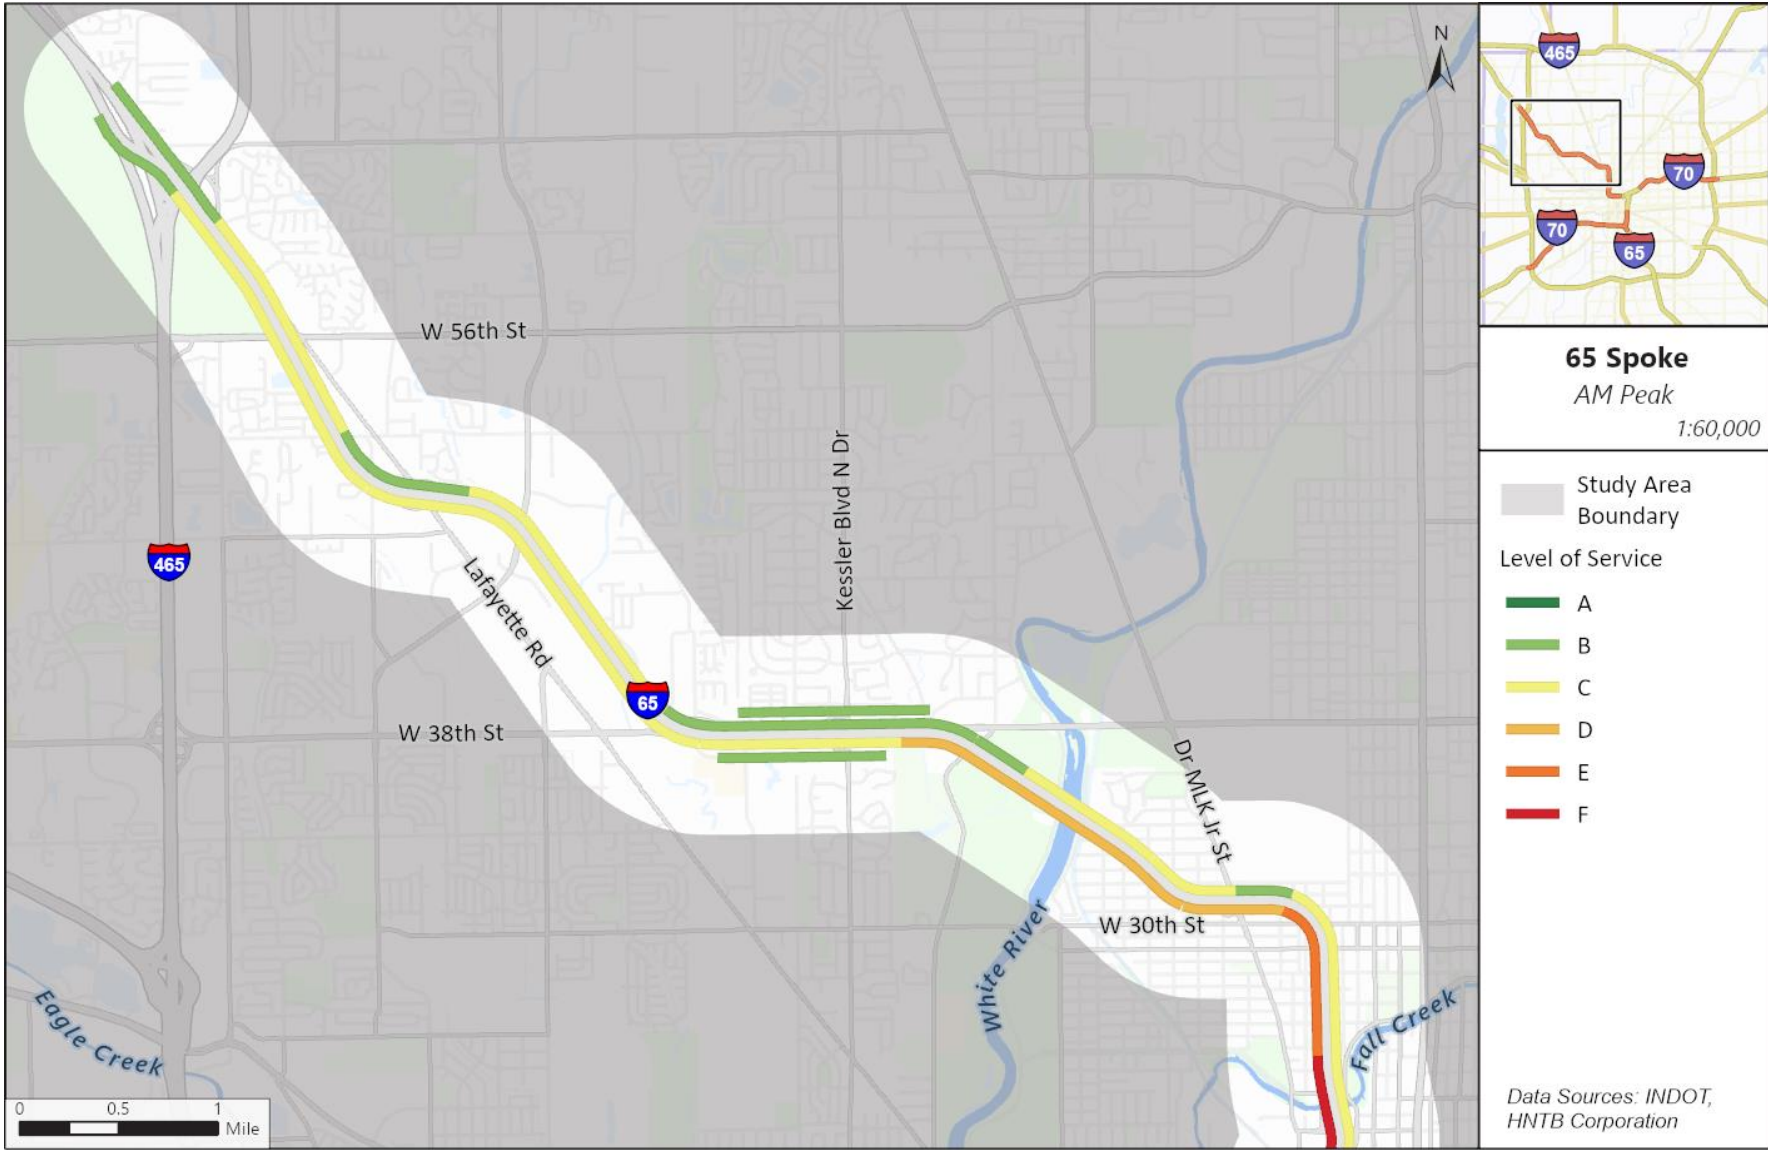 N
W 56th St
Kessler Blvd N Dr
465
Lafayette Rd
65
W 38th St
Dr MLK Jr St
W 30th St
White River
Fall Creek
Eagle Creek
0 0.5 1
Mile
465
70
70
65
65 Spoke
AM Peak
1:60,000
Study Area
Boundary
Level of Service
A
B
C
D
E
F
Data Sources: INDOT,
HNTB Corporation